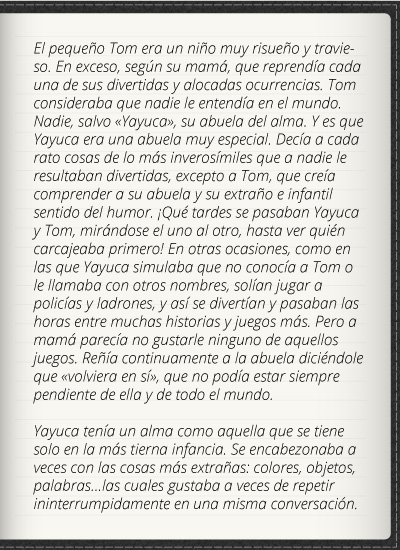 El pequeño Tom era un niño muy risueño y travie-
so. En exceso, según su mamá, que reprendía cada
una de sus divertidas y alocadas ocurrencias. Tom
consideraba que nadie le entendía en el mundo.
Nadie, salvo «Yayuca», su abuela del alma. Y es que
Yayuca era una abuela muy especial. Decía a cada
rato cosas de lo más inverosímiles que a nadie le
resultaban divertidas, excepto a Tom, que creía
comprender a su abuela y su extraño e infantil
sentido del humor. ¡Qué tardes se pasaban Yayuca
y Tom, mirándose el uno al otro, hasta ver quién
carcajeaba primero! En otras ocasiones, como en
las que Yayuca simulaba que no conocía a Tom o
le llamaba con otros nombres, solían jugar a
policías y ladrones, y así se divertían y pasaban las
horas entre muchas historias y juegos más. Pero a
mamá parecía no gustarle ninguno de aquellos
juegos. Reñía continuamente a la abuela diciéndole
que «volviera en sí», que no podía estar siempre
pendiente de ella y de todo el mundo.

Yayuca tenía un alma como aquella que se tiene
solo en la más tierna infancia. Se encabezonaba a
veces con las cosas más extrañas: colores, objetos,
palabras...las cuales gustaba a veces de repetir
ininterrumpidamente en una misma conversación.